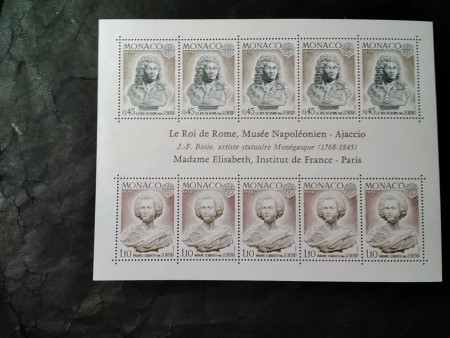 MONACO MONACO MONACO MONACO MONACO
0,45 0,45 0,45 0,45 0,45
Le Roi de Rome, Musée Napoléonien - Ajaccio
J.-F. Bosio, artiste statuaire Monégasque (1768-1845)
Madame Elisabeth, Institut de France - Paris
MONACO MONACO MONACO MONACO MONACO
1,10 1,10 1,10 1,10 1,10